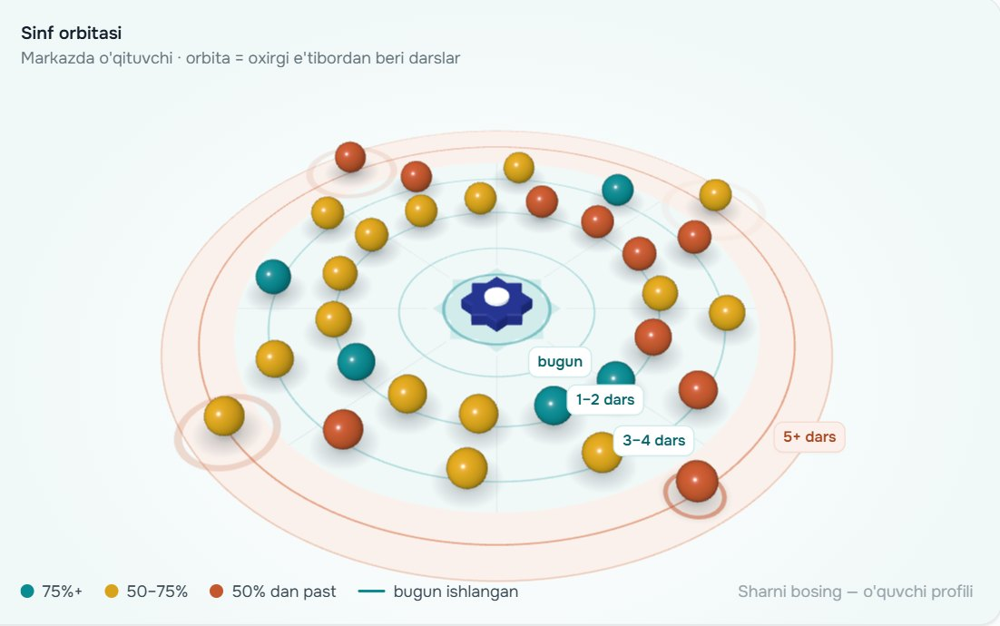 Sinf orbitasi
Markazda o'qituvchi · orbita = oxirgi e'tibordan beri darslar
bugun
1–2 dars
3–4 dars
5+ dars
75%+
50–75%
50% dan past
bugun ishlangan
Sharni bosing — o'quvchi profili